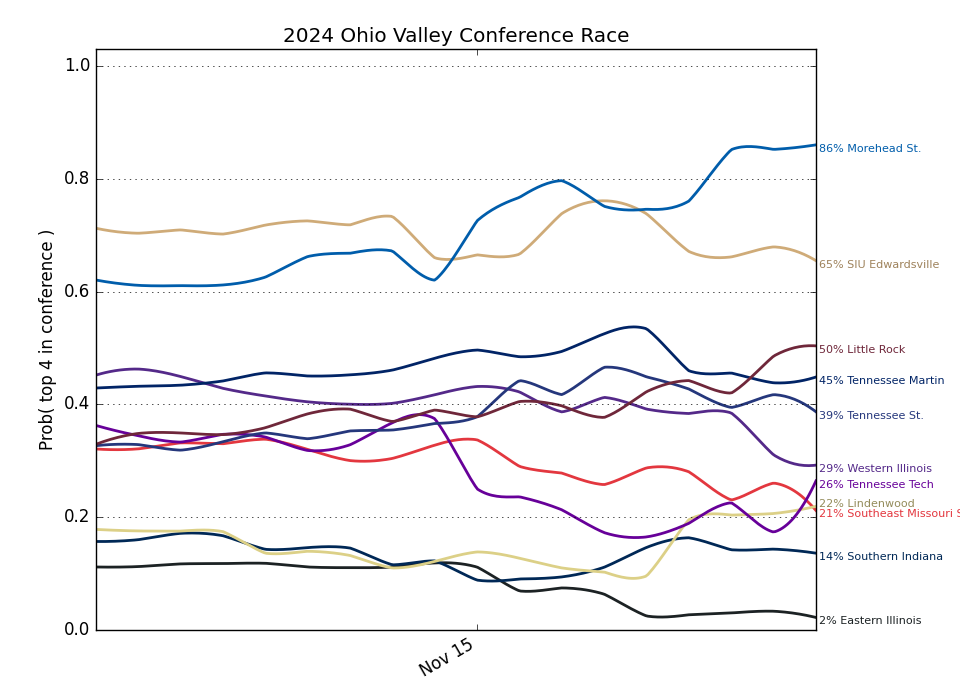 2024 Ohio Valley Conference Race
Prob( top 4 in conference )
1.0
0.8
0.6
0.4
0.2
0.0
Nov 15
86% Morehead St.
65% SIU Edwardsville
50% Little Rock
45% Tennessee Martin
39% Tennessee St.
29% Western Illinois
26% Tennessee Tech
22% Lindenwood
21% Southeast Missouri S
14% Southern Indiana
2% Eastern Illinois